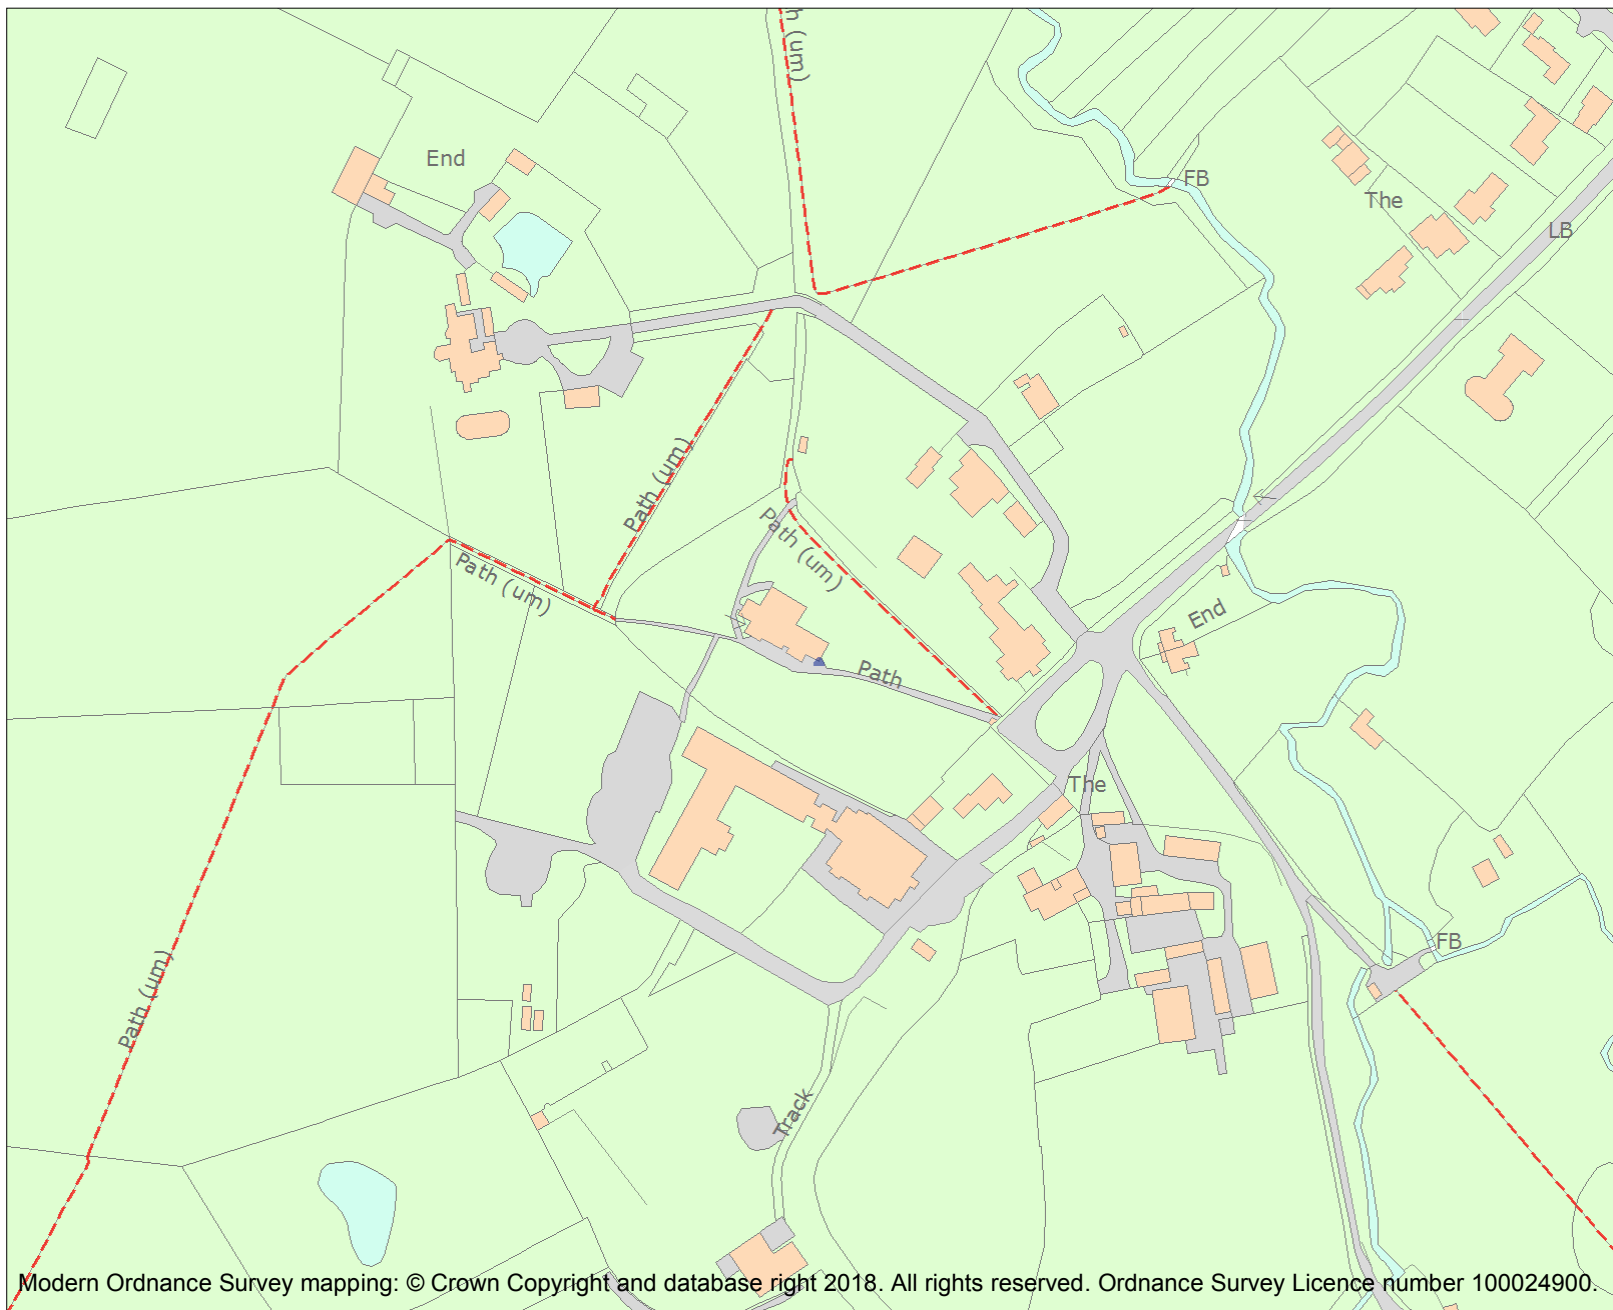 h (um)
End
FB
The
LB
Path (um)
Path (um)
Path (um)
End
Path
The
FB
Path (um)
Track
Modern Ordnance Survey mapping: © Crown Copyright and database right 2018. All rights reserved. Ordnance Survey Licence number 100024900.